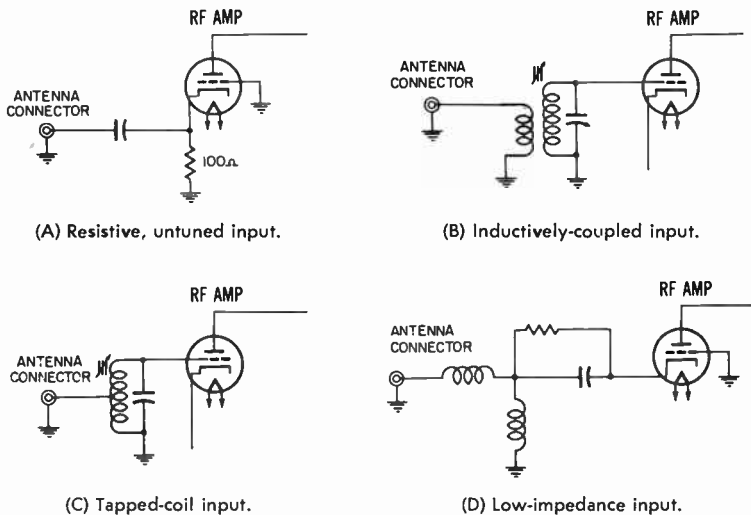 RF AMP
ANTENNA
CONNECTOR
100Ω
(A) Resistive, untuned input.
RF AMP
ANTENNA
CONNECTOR
(B) Inductively-coupled input.
RF AMP
ANTENNA
CONNECTOR
(C) Tapped-coil input.
RF AMP
ANTENNA
CONNECTOR
(D) Low-impedance input.